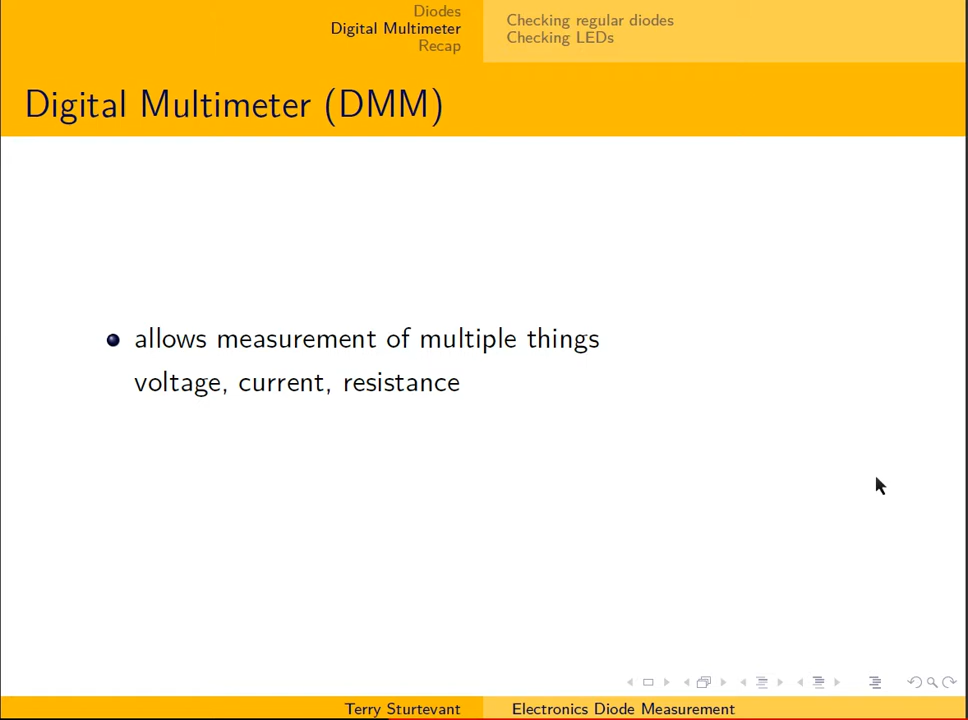 Diodes
Digital Multimeter
Recap
Checking regular diodes
Checking LEDs
Digital Multimeter (DMM)
allows measurement of multiple things
voltage, current, resistance
Terry Sturtevant
Electronics Diode Measurement